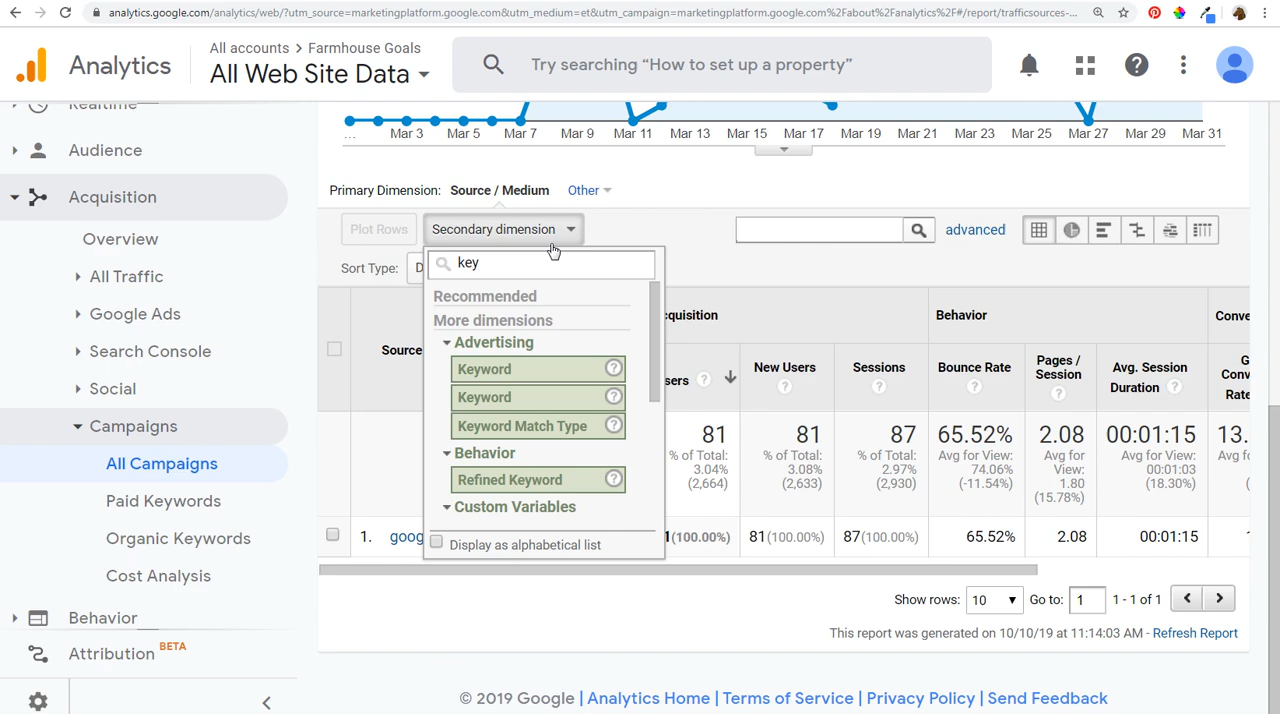 analytics.google.com/analytics/web/?utm_source=marketingplatform.google.com&utm_medium=et&utm_campaign=marketingplatform.google.com%2Fabout%2Fanalytics%2F#/report/trafficsources-...
Analytics
All accounts > Farmhouse Goals
All Web Site Data
Try searching “How to set up a property”
Realtime
Audience
Acquisition
Overview
All Traffic
Google Ads
Search Console
Social
Campaigns
All Campaigns
Paid Keywords
Organic Keywords
Cost Analysis
Behavior
Attribution BETA
... Mar 3 Mar 5 Mar 7 Mar 9 Mar 11 Mar 13 Mar 15 Mar 17 Mar 19 Mar 21 Mar 23 Mar 25 Mar 27 Mar 29 Mar 31
Primary Dimension: Source / Medium Other
Plot Rows Secondary dimension advanced
Sort Type: D
key
Recommended
More dimensions
Advertising
Keyword ?
Keyword ?
Keyword Match Type ?
Behavior
Refined Keyword ?
Custom Variables
Display as alphabetical list
cquisition Behavior Conve
Source
sers ? New Users ? Sessions ? Bounce Rate ? Pages / Session ? Avg. Session Duration ? G Conv Rate
81 81 87 65.52% 2.08 00:01:15 13.
% of Total: % of Total: % of Total: Avg for View: Avg for Avg for View: Avg fo
3.04% 3.08% 2.97% 74.06% View: 00:01:03
(2,664) (2,633) (2,930) (-11.54%) 1.80 (18.30%)
(15.78%)
1. goog 1(100.00%) 81(100.00%) 87(100.00%) 65.52% 2.08 00:01:15
Show rows: 10 Go to: 1 1 - 1 of 1
This report was generated on 10/10/19 at 11:14:03 AM - Refresh Report
© 2019 Google | Analytics Home | Terms of Service | Privacy Policy | Send Feedback